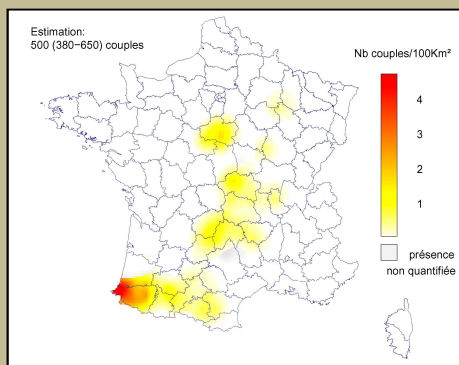 Estimation:
500 (380−650) couples
Nb couples/100Km²
4
3
2
1
présence
non quantifiée